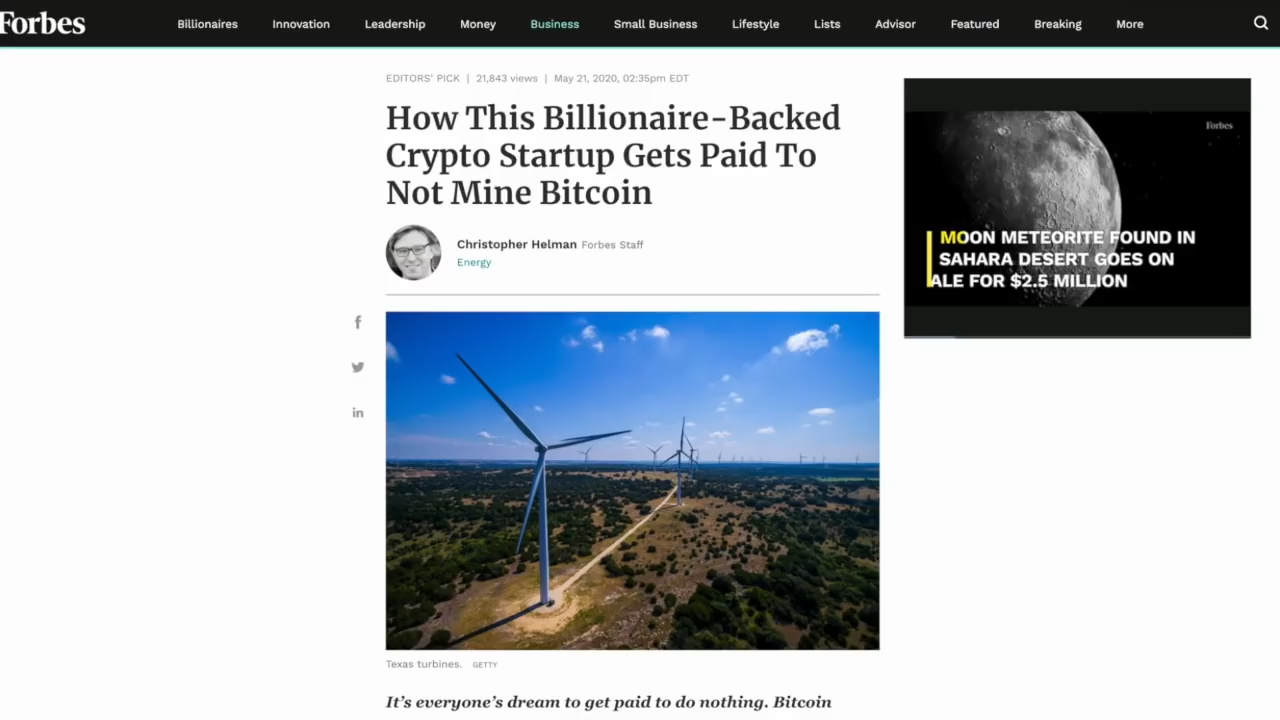 Forbes
Billionaires Innovation Leadership Money Business Small Business Lifestyle Lists Advisor Featured Breaking More
EDITORS' PICK | 21,843 views | May 21, 2020, 02:35pm EDT
How This Billionaire-Backed
Crypto Startup Gets Paid To
Not Mine Bitcoin
Christopher Helman Forbes Staff
Energy
Forbes
MOON METEORITE FOUND IN
SAHARA DESERT GOES ON
ALE FOR $2.5 MILLION
Texas turbines. GETTY
It's everyone's dream to get paid to do nothing. Bitcoin